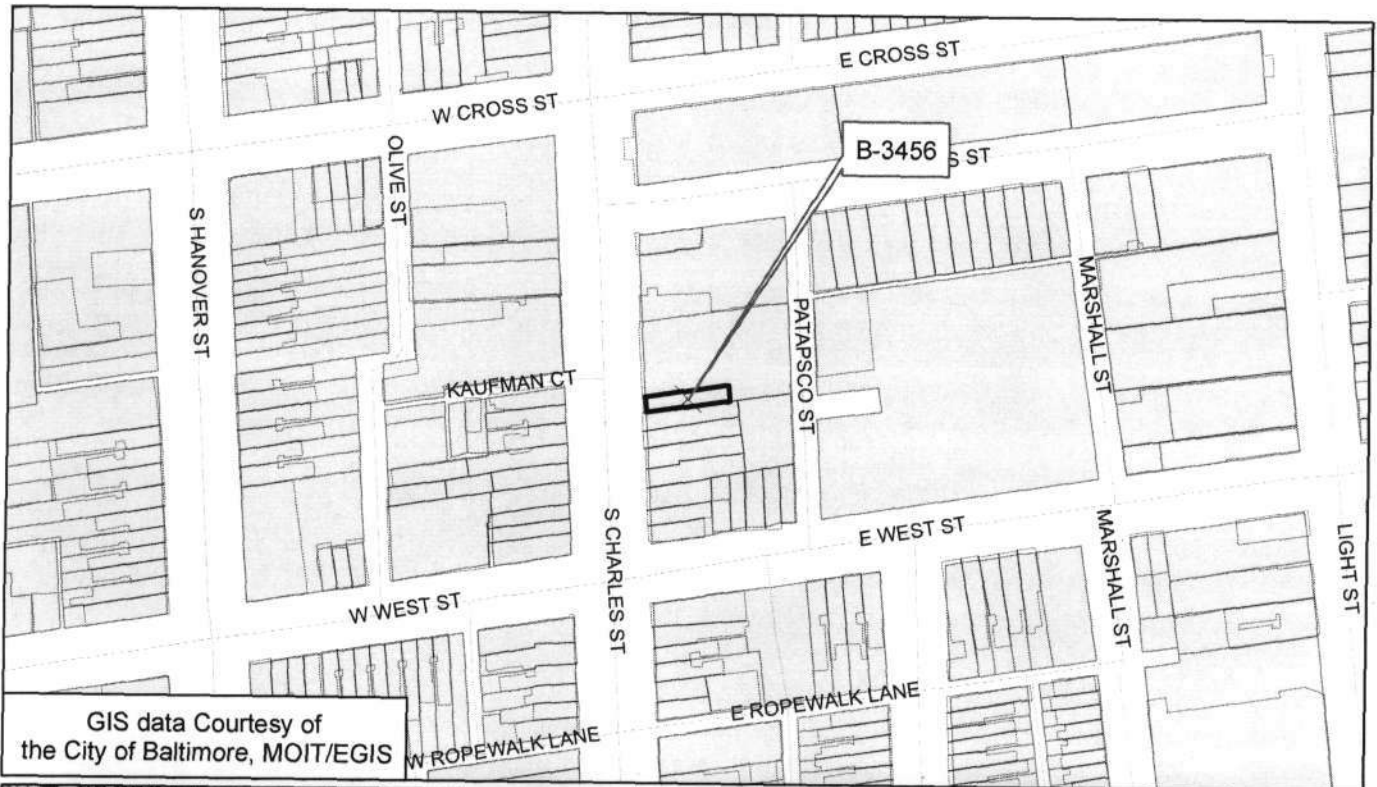 E CROSS ST
W CROSS ST
B-3456
S ST
OLIVE ST
S HANOVER ST
MARSHALL ST
PATAPSCO ST
KAUFMAN CT
S CHARLES ST
E WEST ST
MARSHALL ST
LIGHT ST
W WEST ST
E ROPEWALK LANE
W ROPEWALK LANE
GIS data Courtesy of
the City of Baltimore, MOIT/EGIS